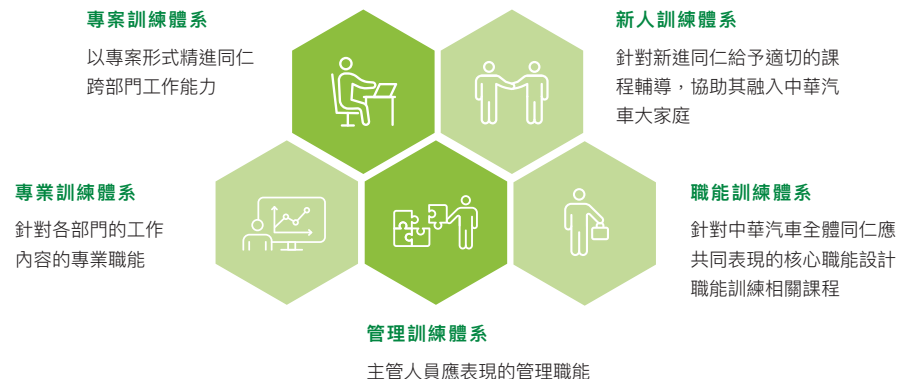 專案訓練體系
以專案形式精進同仁
跨部門工作能力
新人訓練體系
針對新進同仁給予適切的課
程輔導，協助其融入中華汽
車大家庭
專業訓練體系
針對各部門的工作
內容的專業職能
職能訓練體系
針對中華汽車全體同仁應
共同表現的核心職能設計
職能訓練相關課程
管理訓練體系
主管人員應表現的管理職能